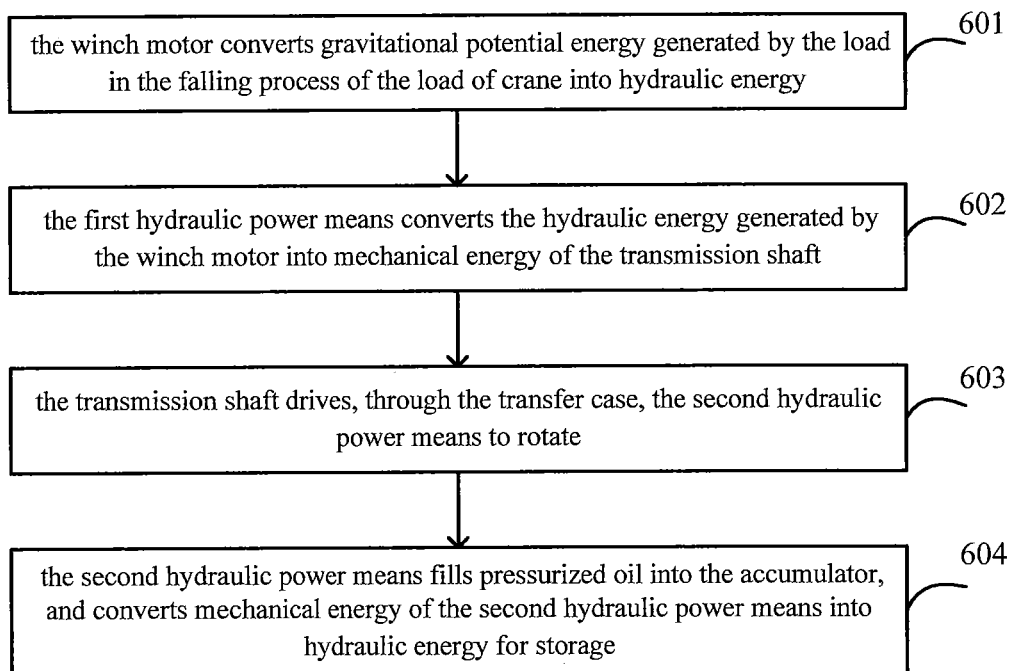 the winch motor converts gravitational potential energy generated by the load
in the falling process of the load of crane into hydraulic energy
601
the first hydraulic power means converts the hydraulic energy generated by
the winch motor into mechanical energy of the transmission shaft
602
the transmission shaft drives, through the transfer case, the second hydraulic
power means to rotate
603
the second hydraulic power means fills pressurized oil into the accumulator,
and converts mechanical energy of the second hydraulic power means into
hydraulic energy for storage
604